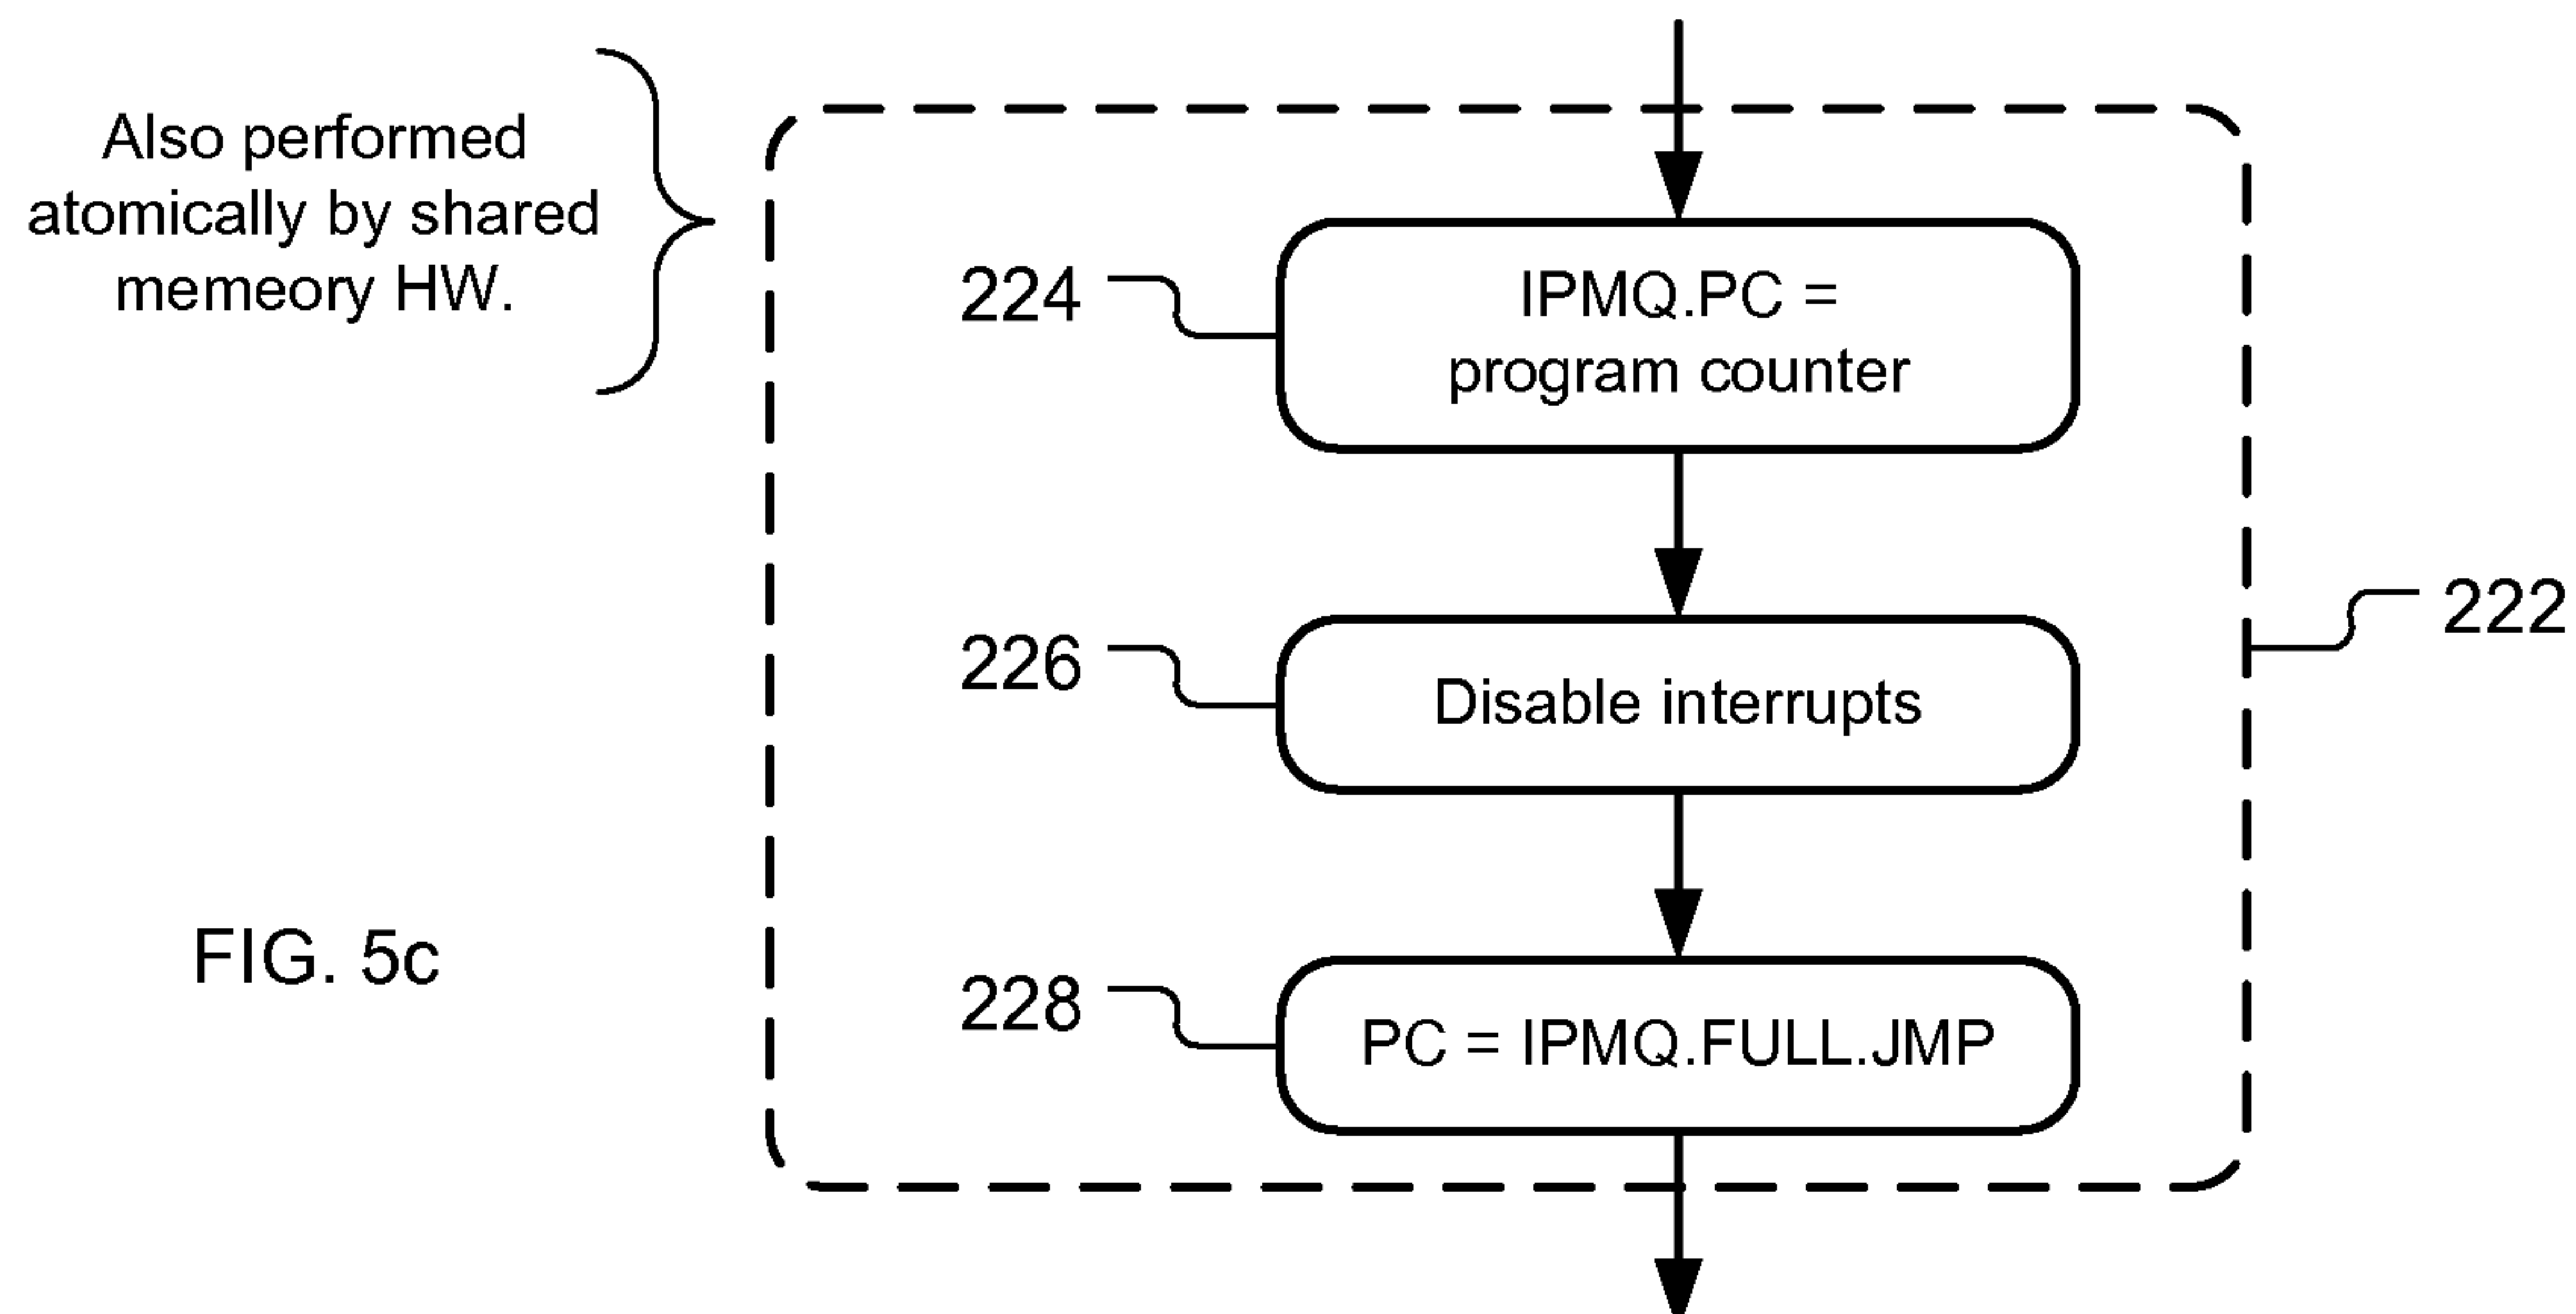 Also performed
atomically by shared
memeory HW.
224
IPMQ.PC =
program counter
226
Disable interrupts
222
228
PC = IPMQ.FULL.JMP
FIG. 5c